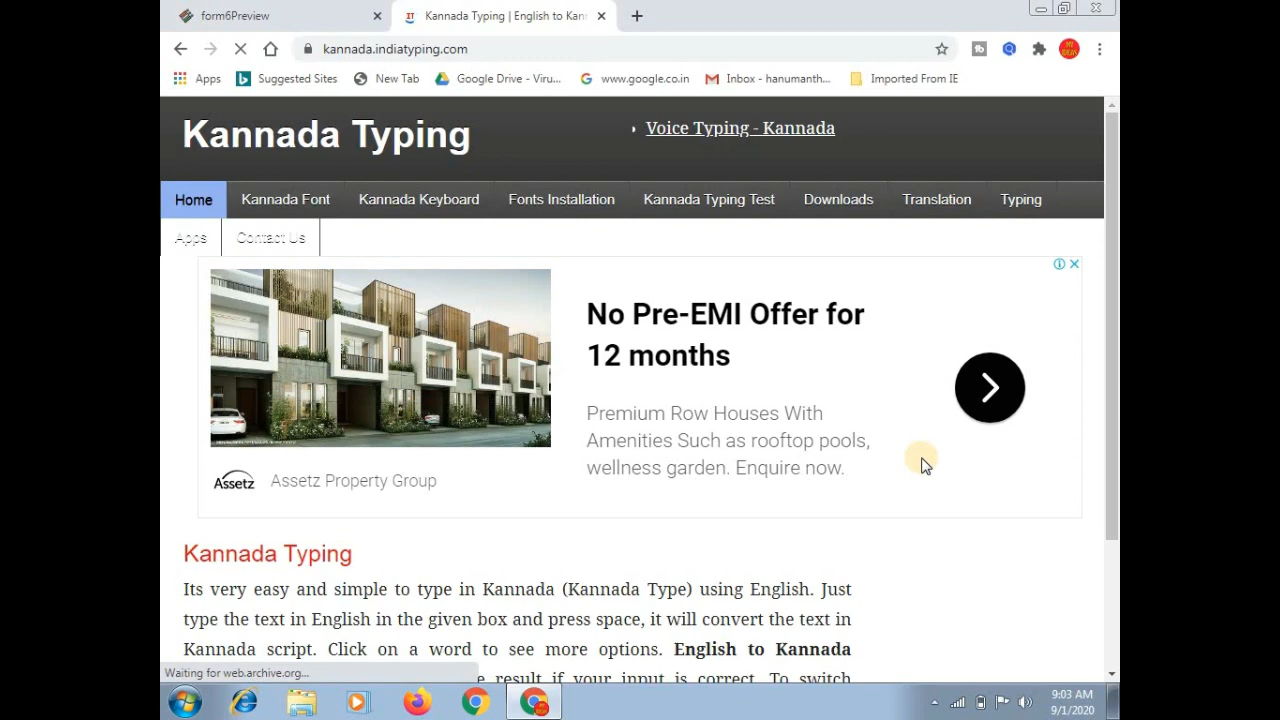 form6Preview
Kannada Typing | English to Kann
kannada.indiatyping.com
Apps
Suggested Sites
New Tab
Google Drive - Viru...
www.google.co.in
Inbox - hanumanth...
Imported From IE
Kannada Typing
Voice Typing - Kannada
Home
Kannada Font
Kannada Keyboard
Fonts Installation
Kannada Typing Test
Downloads
Translation
Typing
Apps
Contact Us
No Pre-EMI Offer for
12 months
Premium Row Houses With
Amenities Such as rooftop pools,
wellness garden. Enquire now.
Assetz
Assetz Property Group
Kannada Typing
Its very easy and simple to type in Kannada (Kannada Type) using English. Just
type the text in English in the given box and press space, it will convert the text in
Kannada script. Click on a word to see more options. English to Kannada
Waiting for web.archive.org...
e result if your input is correct. To switch
9:03 AM
9/1/2020